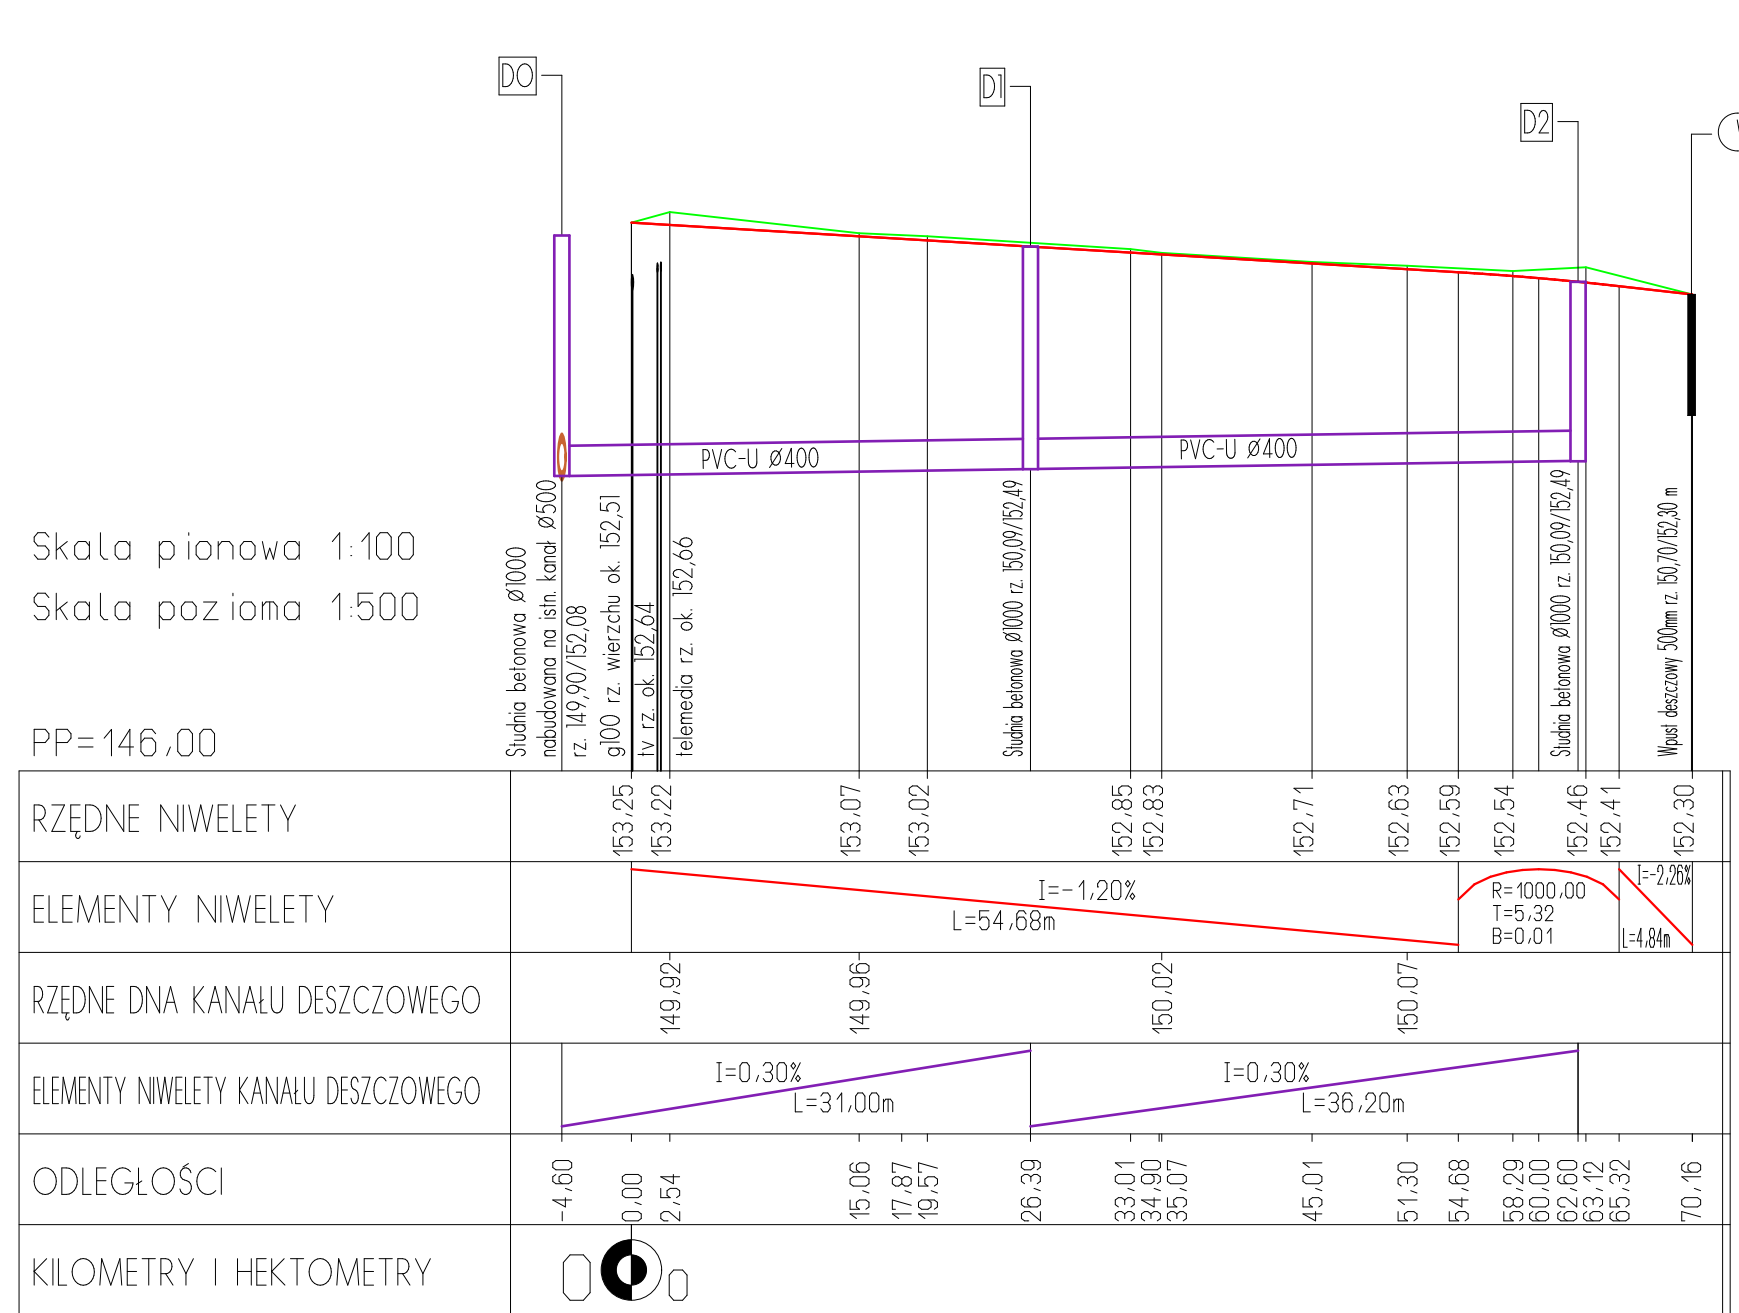 D0
D1
D2
PVC-U Ø400
PVC-U Ø400
Skala pionowa 1:100
Skala pozioma 1:500
PP=146,00
Studnia betonowa Ø1000
nabudowana na istn. kanał Ø500
rz. 149,90/152,08
g100 rz. wierzchu ok. 152,51
tv rz. ok. 152,64
telemedia rz. ok. 152,66
Studnia betonowa Ø1000 rz. 150,09/152,49
Studnia betonowa Ø1000 rz. 150,09/152,49
Wpust deszczowy 500mm rz. 150,70/152,30 m
RZĘDNE NIWELETY
153,25
153,22
153,07
153,02
152,85
152,83
152,71
152,63
152,59
152,54
152,46
152,41
152,30
ELEMENTY NIWELETY
I=-1,20%
L=54,68m
R=1000,00
T=5,32
B=0,01
I=-2,26%
L=4,84m
RZĘDNE DNA KANAŁU DESZCZOWEGO
149,92
149,96
150,02
150,07
ELEMENTY NIWELETY KANAŁU DESZCZOWEGO
I=0,30%
L=31,00m
I=0,30%
L=36,20m
ODLEGŁOŚCI
-4,60
0,00
2,54
15,06
17,87
19,57
26,39
33,01
34,90
35,07
45,01
51,30
54,68
58,29
60,00
62,60
63,12
65,32
70,16
KILOMETRY I HEKTOMETRY
0
0